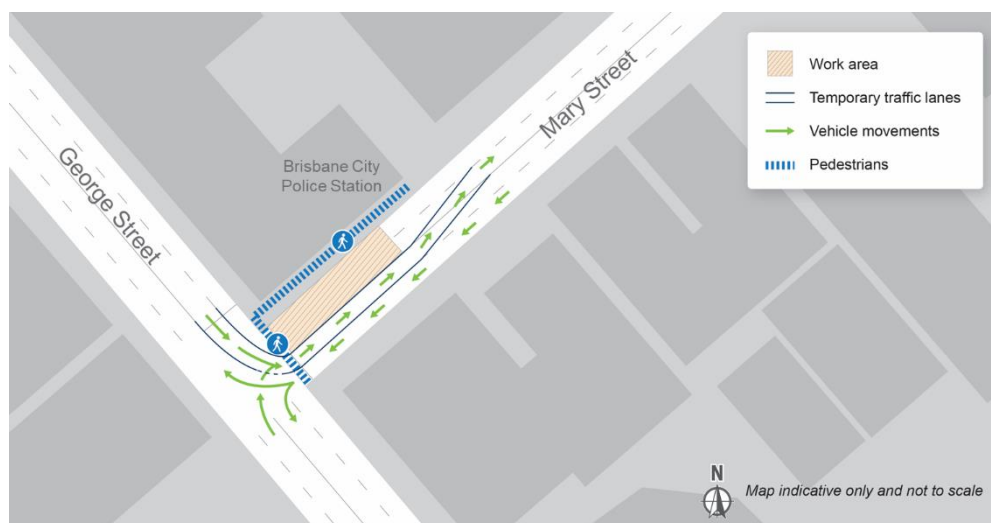 George Street
Brisbane City
Police Station
Mary Street
Work area
Temporary traffic lanes
Vehicle movements
Pedestrians
N
Map indicative only and not to scale